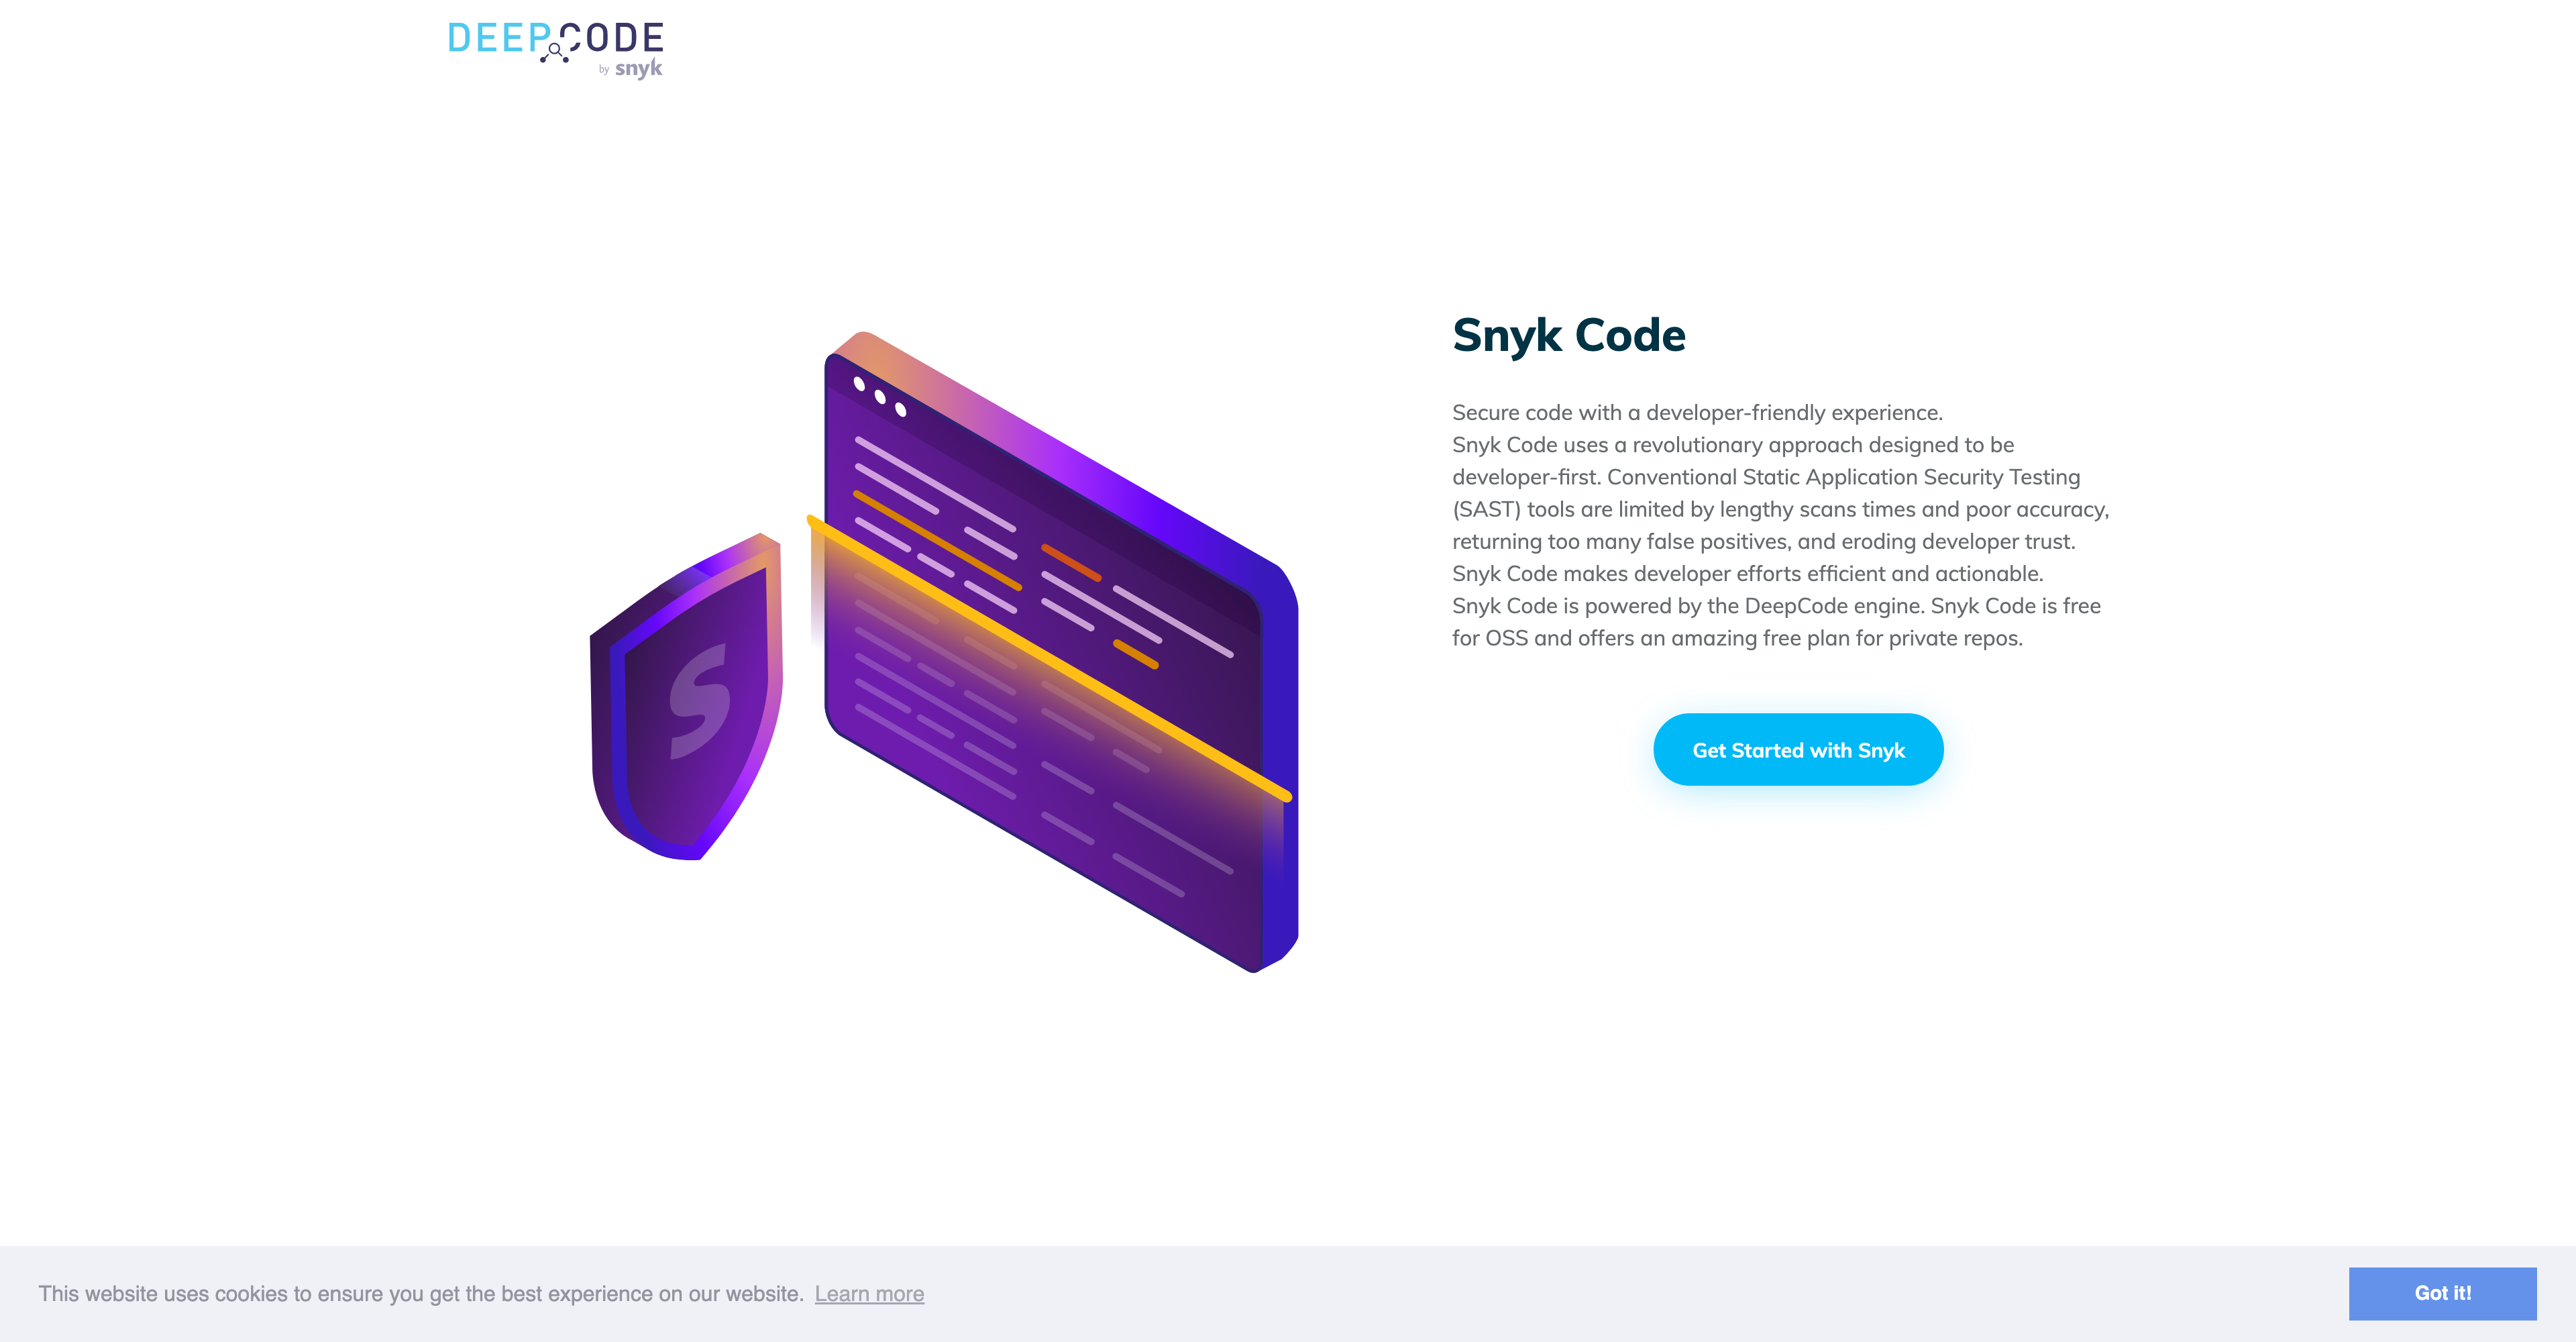 DEEPCODE
by snyk
Snyk Code
Secure code with a developer-friendly experience.
Snyk Code uses a revolutionary approach designed to be
developer-first. Conventional Static Application Security Testing
(SAST) tools are limited by lengthy scans times and poor accuracy,
returning too many false positives, and eroding developer trust.
Snyk Code makes developer efforts efficient and actionable.
Snyk Code is powered by the DeepCode engine. Snyk Code is free
for OSS and offers an amazing free plan for private repos.
S
Get Started with Snyk
This website uses cookies to ensure you get the best experience on our website. Learn more
Got it!